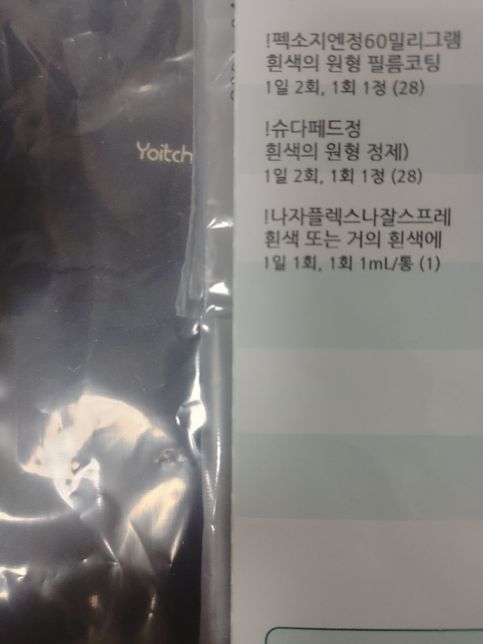 Yoitch
!펙소지엔정60밀리그램
흰색의 원형 필름코팅
1일 2회, 1회 1정 (28)
!슈다페드정
흰색의 원형 정제)
1일 2회, 1회 1정 (28)
!나자플렉스나잘스프레
흰색 또는 거의 흰색에
1일 1회, 1회 1mL/통 (1)